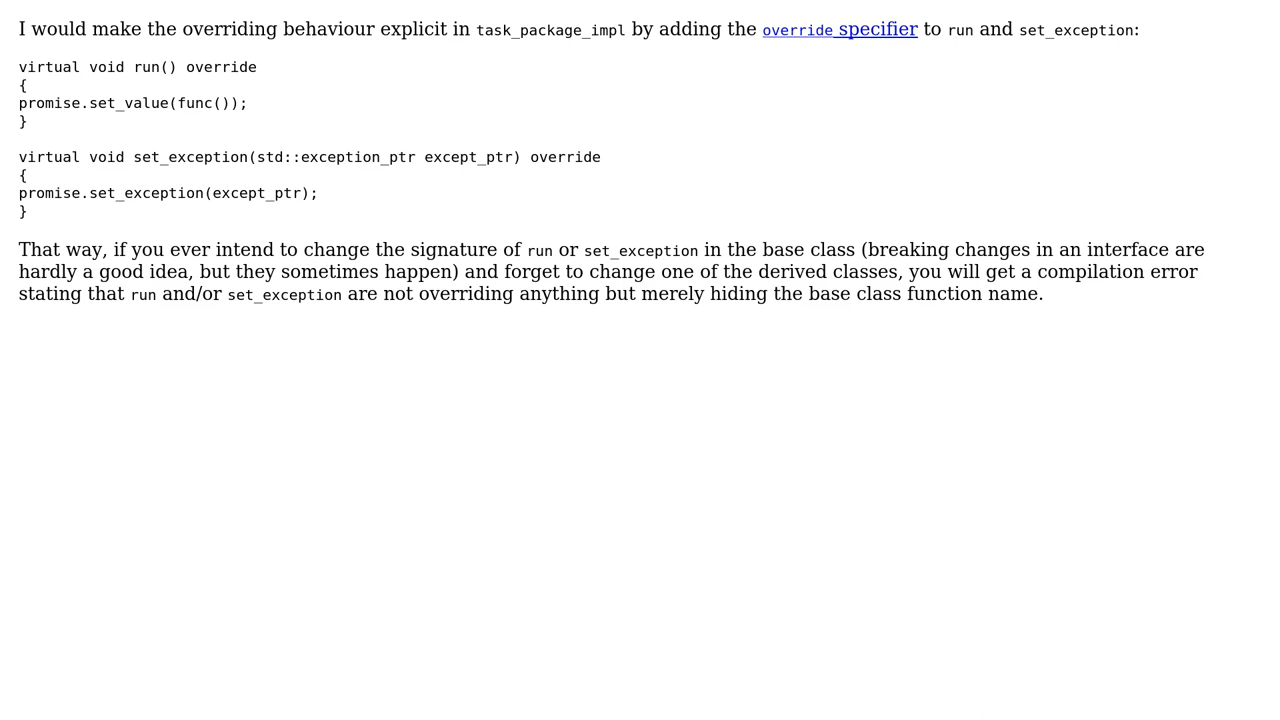 I would make the overriding behaviour explicit in task_package_impl by adding the override specifier to run and set_exception:
virtual void run() override
{
promise.set_value(func());
}
virtual void set_exception(std::exception_ptr except_ptr) override
{
promise.set_exception(except_ptr);
}
That way, if you ever intend to change the signature of run or set_exception in the base class (breaking changes in an interface are
hardly a good idea, but they sometimes happen) and forget to change one of the derived classes, you will get a compilation error
stating that run and/or set_exception are not overriding anything but merely hiding the base class function name.